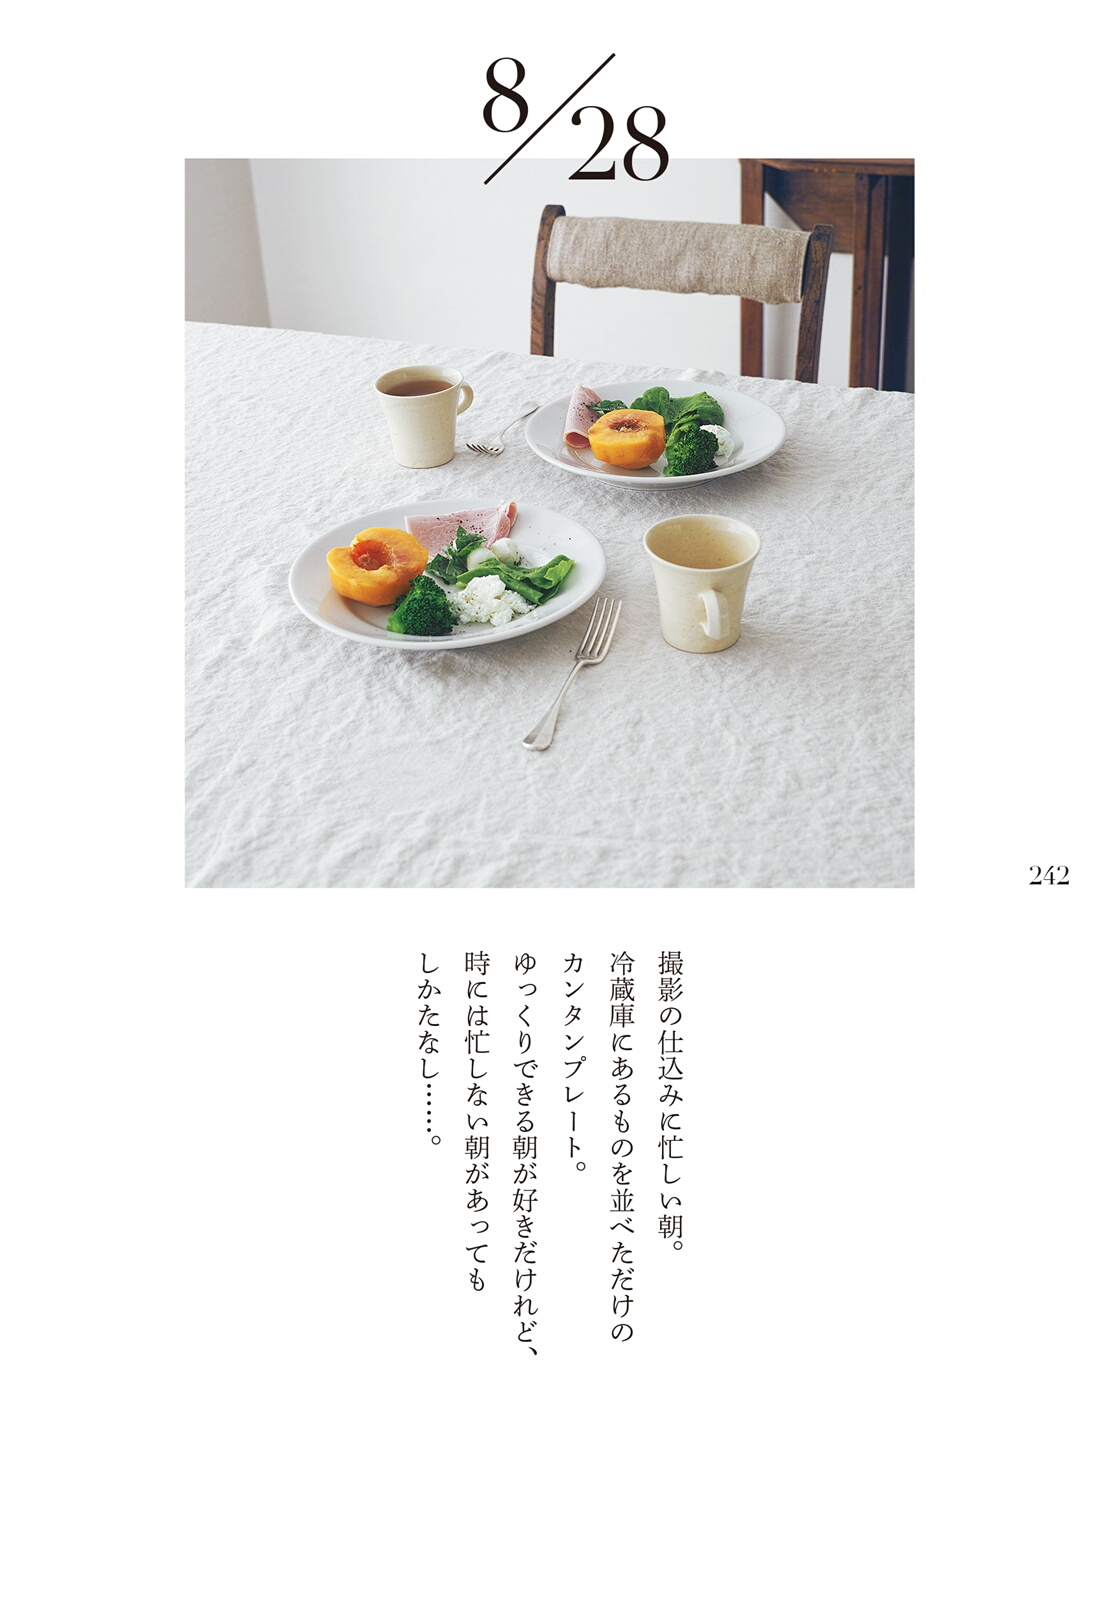 8/28
撮影の仕込みに忙しい朝。
冷蔵庫にあるものを並べただけの
カンタンプレート。
ゆっくりできる朝が好きだけれど、
時には忙しない朝があっても
しかたなし……。
242